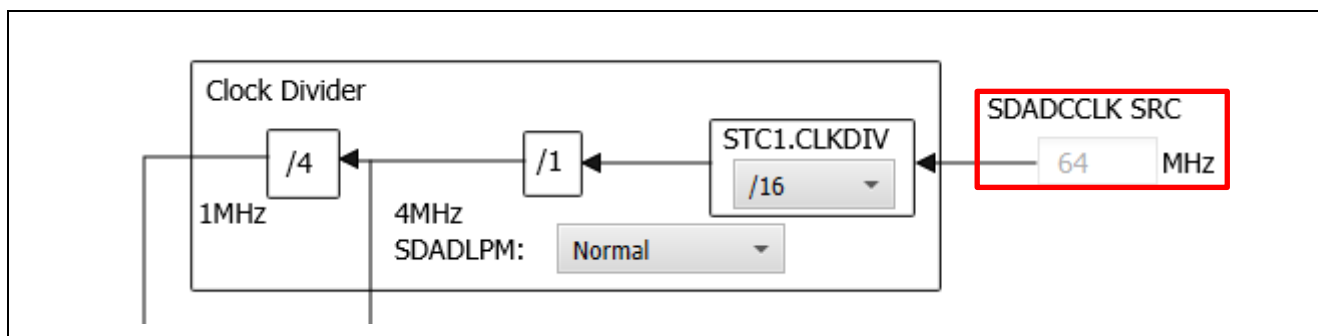 Clock Divider
SDADCCLK SRC
STC1.CLKDIV
/4
/1
/16
64
MHz
1MHz
4MHz
SDADLPM:
Normal